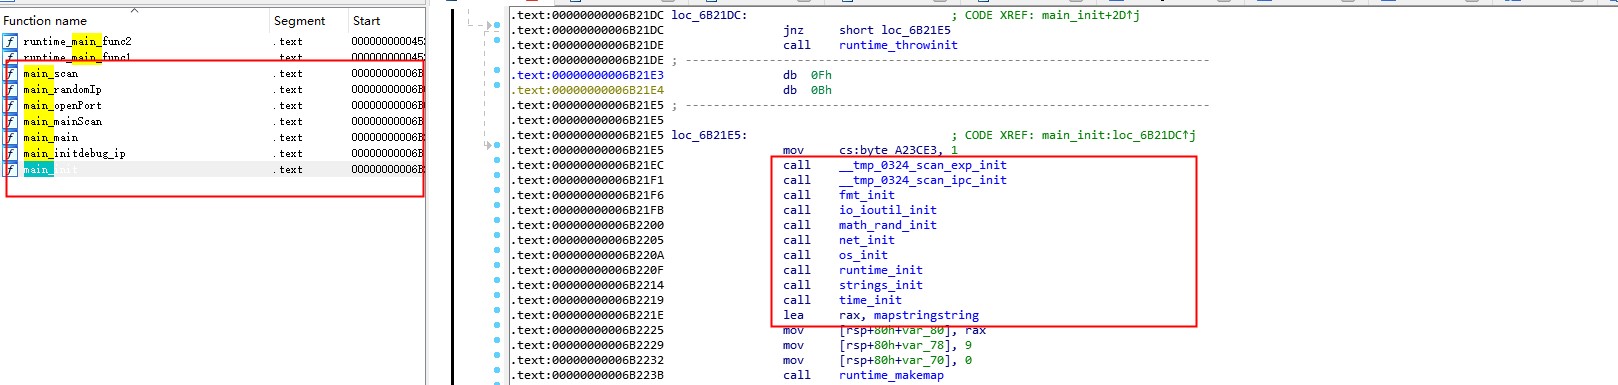 Function name Segment Start
runtime_main_func2 .text 000000000045
runtime_main_func1 .text 000000000045
main_scan .text 00000000006B
main_randomIp .text 00000000006B
main_openPort .text 00000000006B
main_mainScan .text 00000000006B
main_main .text 00000000006B
main_initdebug_ip .text 00000000006B
main_init .text 00000000006B
.text:00000000006B21DC loc_6B21DC: ; CODE XREF: main_init+2D↑j
.text:00000000006B21DC jnz short loc_6B21E5
.text:00000000006B21DE call runtime_throwinit
.text:00000000006B21DE ; ---------------------------------------------------------------------------
.text:00000000006B21E3 db 0Fh
.text:00000000006B21E4 db 0Bh
.text:00000000006B21E5 ; ---------------------------------------------------------------------------
.text:00000000006B21E5
.text:00000000006B21E5 loc_6B21E5: ; CODE XREF: main_init:loc_6B21DC↑j
.text:00000000006B21E5 mov cs:byte_A23CE3, 1
.text:00000000006B21EC call __tmp_0324_scan_exp_init
.text:00000000006B21F1 call __tmp_0324_scan_ipc_init
.text:00000000006B21F6 call fmt_init
.text:00000000006B21FB call io_ioutil_init
.text:00000000006B2200 call math_rand_init
.text:00000000006B2205 call net_init
.text:00000000006B220A call os_init
.text:00000000006B220F call runtime_init
.text:00000000006B2214 call strings_init
.text:00000000006B2219 call time_init
.text:00000000006B221E lea rax, mapstringstring
.text:00000000006B2225 mov [rsp+80h+var_80], rax
.text:00000000006B2229 mov [rsp+80h+var_78], 9
.text:00000000006B2232 mov [rsp+80h+var_70], 0
.text:00000000006B223B call runtime_makemap